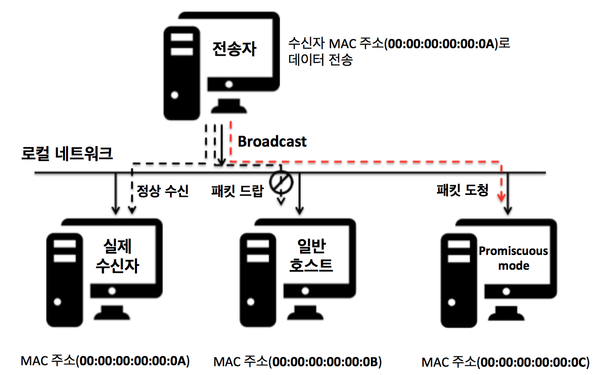 전송자
수신자 MAC 주소(00:00:00:00:00:0A)로
데이터 전송
Broadcast
로컬 네트워크
정상 수신
패킷 드랍
패킷 도청
실제
수신자
일반
호스트
Promiscuous
mode
MAC 주소(00:00:00:00:00:0A)
MAC 주소(00:00:00:00:00:0B)
MAC 주소(00:00:00:00:00:0C)